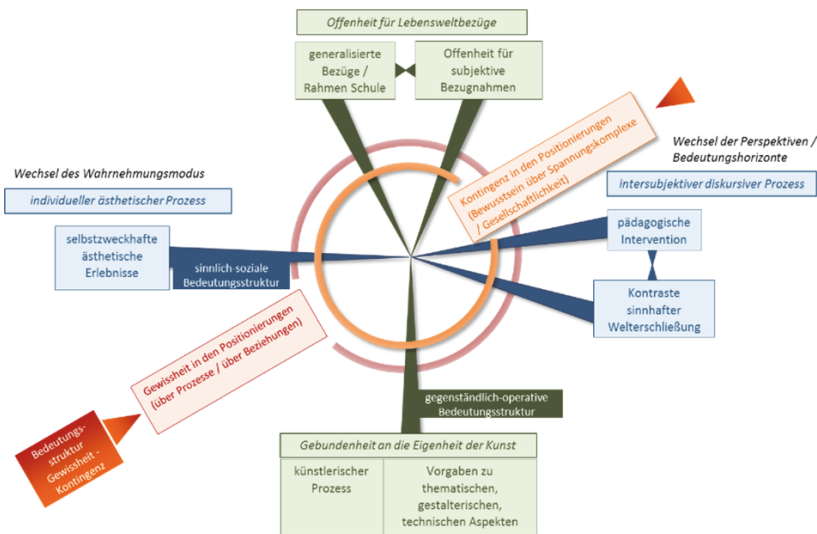 Offenheit für Lebensweltbezüge
generalisierte
Bezüge /
Rahmen Schule
Offenheit für
subjektive
Bezugnahmen
Kontingenz in den Positionierungen
(Bewusstsein über Spannungskomplexe
/ Gesellschaftlichkeit)
Wechsel der Perspektiven /
Bedeutungshorizonte
intersubjektiver diskursiver Prozess
pädagogische
Intervention
Kontraste
sinnhafter
Welterschließung
Wechsel des Wahrnehmungsmodus
individueller ästhetischer Prozess
selbstzweckhafte
ästhetische
Erlebnisse
sinnlich-soziale
Bedeutungsstruktur
Gewissheit in den Positionierungen
(über Prozesse / über Beziehungen)
Bedeutungs-
struktur
Gewissheit -
Kontingenz
gegenständlich-operative
Bedeutungsstruktur
Gebundenheit an die Eigenheit der Kunst
künstlerischer
Prozess
Vorgaben zu
thematischen,
gestalterischen,
technischen Aspekten